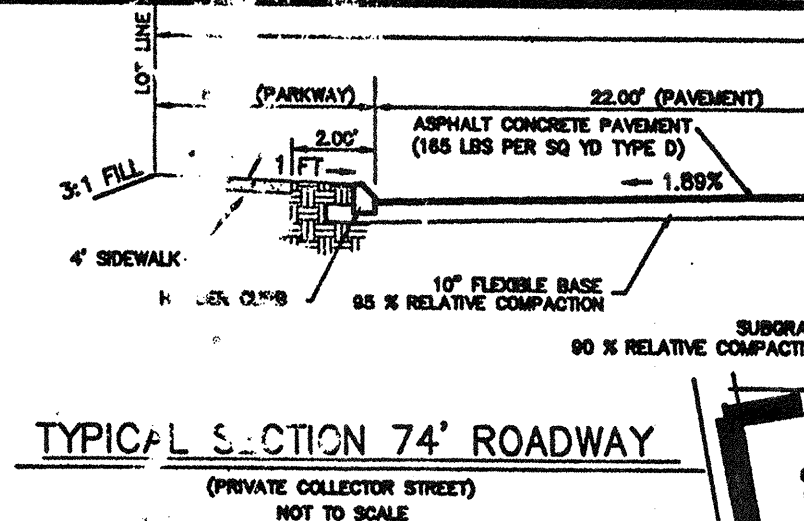 LOT LINE
(PARKWAY)
22.00' (PAVEMENT)
2.00'
ASPHALT CONCRETE PAVEMENT
(165 LBS PER SQ YD TYPE D)
1 FT
1.89%
3:1 FILL
4' SIDEWALK
10" FLEXIBLE BASE
95 % RELATIVE COMPACTION
90 % RELATIVE
TYPICAL SECTION 74' ROADWAY
(PRIVATE COLLECTOR STREET)
NOT TO SCALE